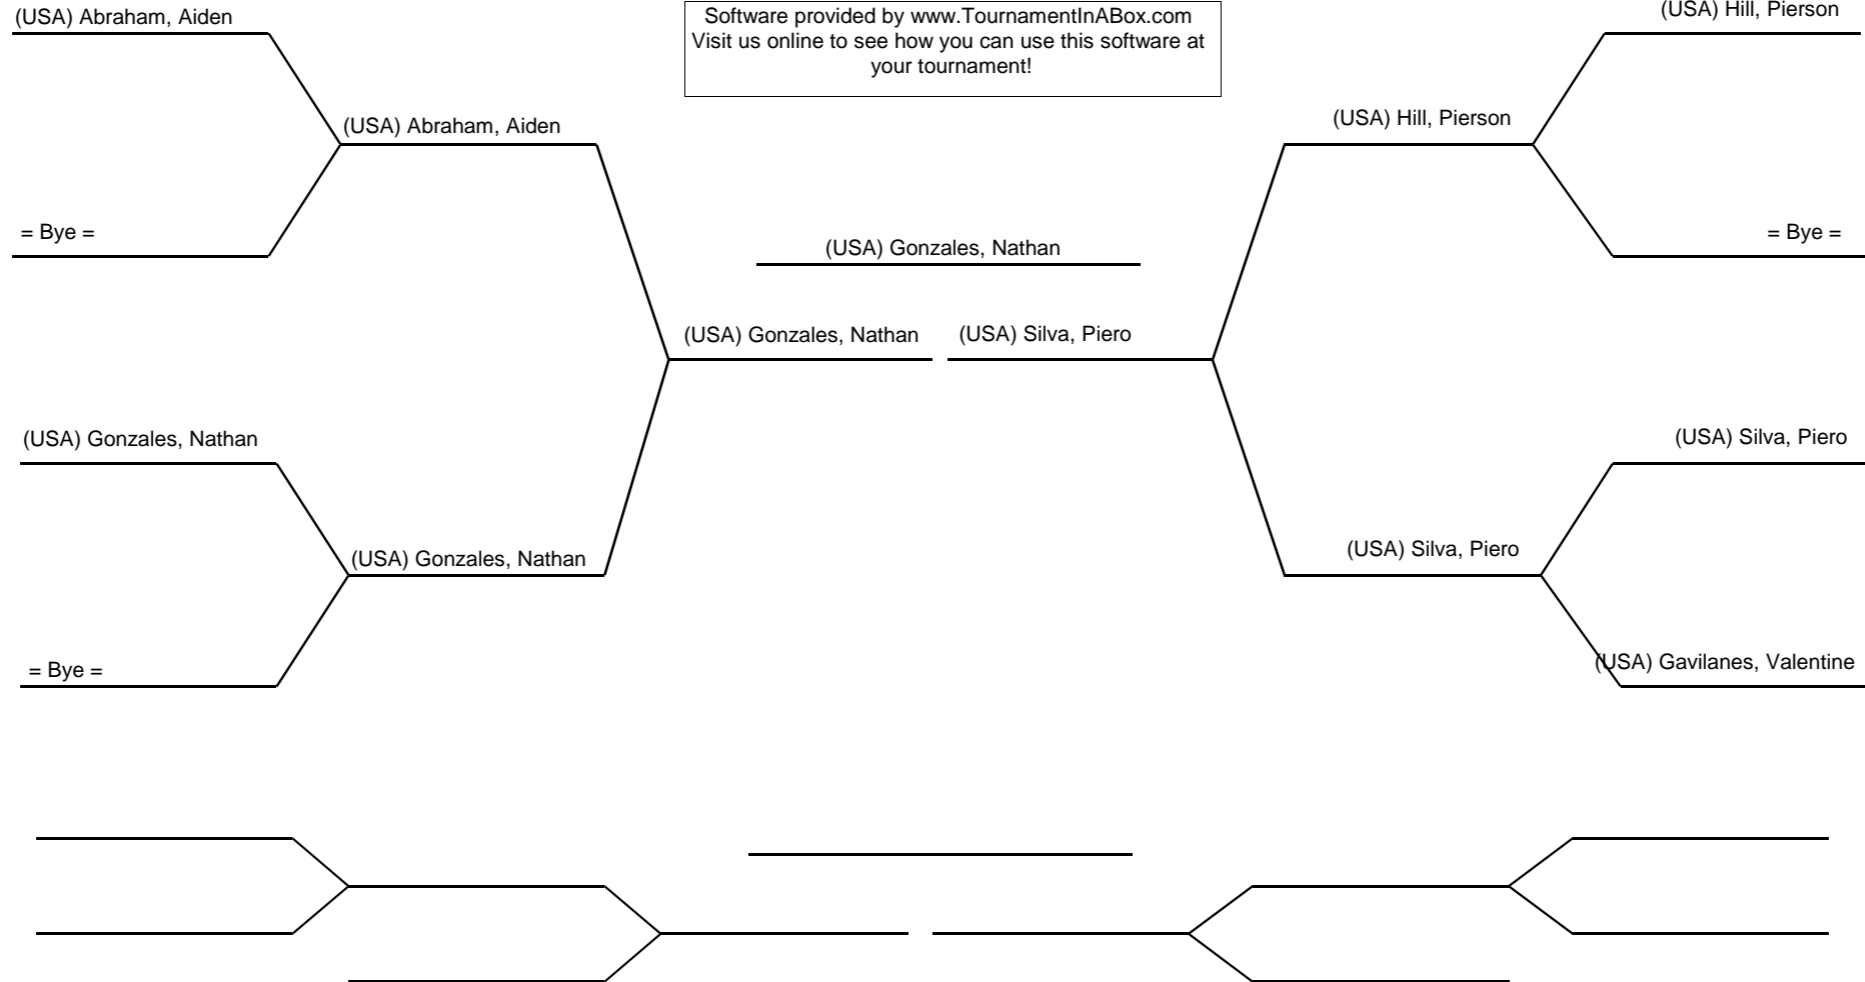 (USA) Abraham, Aiden
Software provided by www.TournamentInABox.com
Visit us online to see how you can use this software at
your tournament!
(USA) Hill, Pierson
(USA) Abraham, Aiden
(USA) Hill, Pierson
= Bye =
= Bye =
(USA) Gonzales, Nathan
(USA) Gonzales, Nathan
(USA) Silva, Piero
(USA) Gonzales, Nathan
(USA) Silva, Piero
(USA) Gonzales, Nathan
(USA) Silva, Piero
= Bye =
(USA) Gavilanes, Valentine